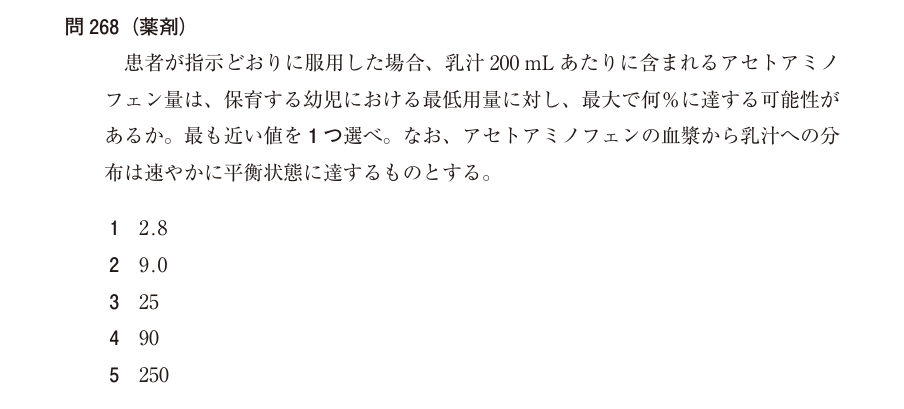 問 268（薬剤）
患者が指示どおりに服用した場合、乳汁 200 mL あたりに含まれるアセトアミノ
フェン量は、保育する幼児における最低用量に対し、最大で何％に達する可能性が
あるか。最も近い値を１つ選べ。なお、アセトアミノフェンの血漿から乳汁への分
布は速やかに平衡状態に達するものとする。
1 2.8
2 9.0
3 25
4 90
5 250